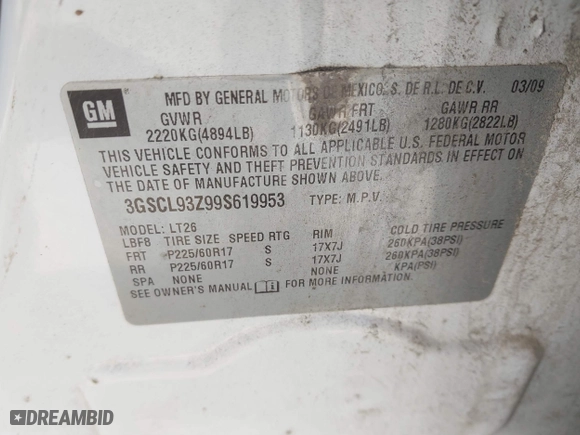 GM
MFD BY GENERAL MOTORS DE MEXICO, S. DE R.L. DE C.V. 03/09
GVWR GAWR FRT GAWR RR
2220KG(4894LB) 1130KG(2491LB) 1280KG(2822LB)
THIS VEHICLE CONFORMS TO ALL APPLICABLE U.S. FEDERAL MOTOR
VEHICLE SAFETY AND THEFT PREVENTION STANDARDS IN EFFECT ON
THE DATE OF MANUFACTURE SHOWN ABOVE.
3GSCL93Z99S619953 TYPE: M.P.V.
MODEL: LT26
LBF8 TIRE SIZE SPEED RTG RIM COLD TIRE PRESSURE
FRT P225/60R17 S 17X7J 260KPA(38PSI)
RR P225/60R17 S 17X7J 260KPA(38PSI)
SPA NONE NONE KPA(PSI)
SEE OWNER'S MANUAL FOR MORE INFORMATION.
DREAMBID